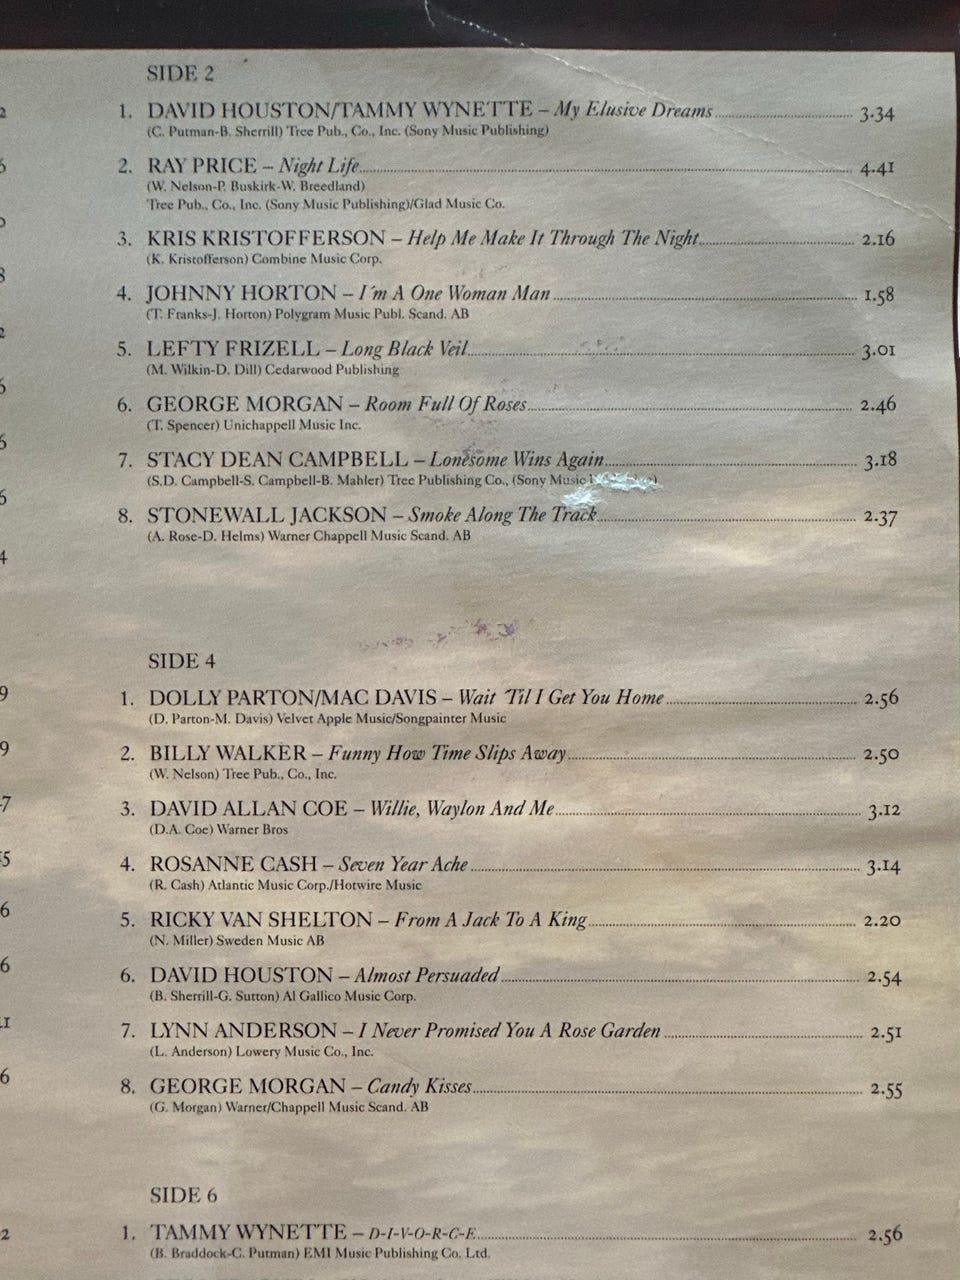 SIDE 2
1. DAVID HOUSTON/TAMMY WYNETTE – My Elusive Dreams 3.34
(C. Putman-B. Sherrill) Tree Pub., Co., Inc. (Sony Music Publishing)
2. RAY PRICE – Night Life 4.41
(W. Nelson-P. Buskirk-W. Breedland)
Tree Pub., Co., Inc. (Sony Music Publishing)/Glad Music Co.
3. KRIS KRISTOFFERSON – Help Me Make It Through The Night 2.16
(K. Kristofferson) Combine Music Corp.
4. JOHNNY HORTON – I´m A One Woman Man 1.58
(T. Franks-J. Horton) Polygram Music Publ. Scand. AB
5. LEFTY FRIZELL – Long Black Veil 3.01
(M. Wilkin-D. Dill) Cedarwood Publishing
6. GEORGE MORGAN – Room Full Of Roses 2.46
(T. Spencer) Unichappell Music Inc.
7. STACY DEAN CAMPBELL – Lonesome Wins Again 3.18
(S.D. Campbell-S. Campbell-B. Mahler) Tree Publishing Co., (Sony Music
8. STONEWALL JACKSON – Smoke Along The Track 2.37
(A. Rose-D. Helms) Warner Chappell Music Scand. AB
SIDE 4
1. DOLLY PARTON/MAC DAVIS – Wait ´Til I Get You Home 2.56
(D. Parton-M. Davis) Velvet Apple Music/Songpainter Music
2. BILLY WALKER – Funny How Time Slips Away 2.50
(W. Nelson) Tree Pub., Co., Inc.
3. DAVID ALLAN COE – Willie, Waylon And Me 3.12
(D.A. Coe) Warner Bros
4. ROSANNE CASH – Seven Year Ache 3.14
(R. Cash) Atlantic Music Corp./Hotwire Music
5. RICKY VAN SHELTON – From A Jack To A King 2.20
(N. Miller) Sweden Music AB
6. DAVID HOUSTON – Almost Persuaded 2.54
(B. Sherrill-G. Sutton) Al Gallico Music Corp.
7. LYNN ANDERSON – I Never Promised You A Rose Garden 2.51
(L. Anderson) Lowery Music Co., Inc.
8. GEORGE MORGAN – Candy Kisses 2.55
(G. Morgan) Warner/Chappell Music Scand. AB
SIDE 6
1. TAMMY WYNETTE – D-I-V-O-R-C-E 2.56
(B. Braddock-C. Putman) EMI Music Publishing Co. Ltd.